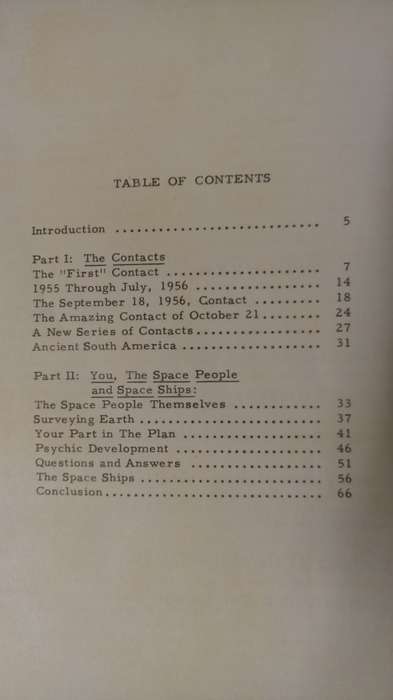 TABLE OF CONTENTS
Introduction ............................ 5
Part I: The Contacts
The "First" Contact ..................... 7
1955 Through July, 1956 ................. 14
The September 18, 1956, Contact ......... 18
The Amazing Contact of October 21........ 24
A New Series of Contacts................. 27
Ancient South America ................... 31
Part II: You, The Space People
and Space Ships:
The Space People Themselves ............ 33
Surveying Earth ......................... 37
Your Part in The Plan ................... 41
Psychic Development .................... 46
Questions and Answers .................. 51
The Space Ships ......................... 56
Conclusion.............................. 66